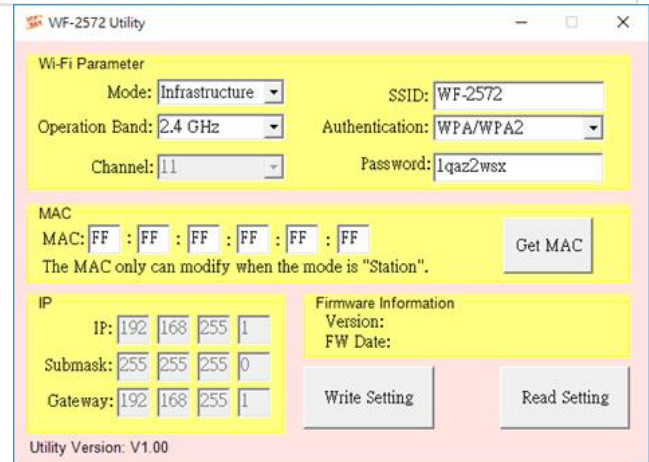 WF-2572 Utility
Wi-Fi Parameter
Mode: Infrastructure
SSID: WF-2572
Operation Band: 2.4 GHz
Authentication: WPA/WPA2
Channel: 11
Password: 1qaz2wsx
MAC
MAC: FF : FF : FF : FF : FF : FF
Get MAC
The MAC only can modify when the mode is "Station".
IP
IP: 192 168 255 1
Submask: 255 255 255 0
Gateway: 192 168 255 1
Firmware Information
Version:
FW Date:
Write Setting
Read Setting
Utility Version: V1.00